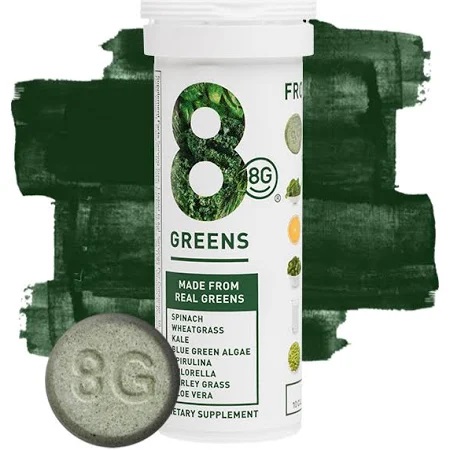 8
8G
®
GREENS
MADE FROM
REAL GREENS
SPINACH
WHEATGRASS
KALE
BLUE GREEN ALGAE
SPIRULINA
CHLORELLA
BARLEY GRASS
ALOE VERA
DIETARY SUPPLEMENT
8G